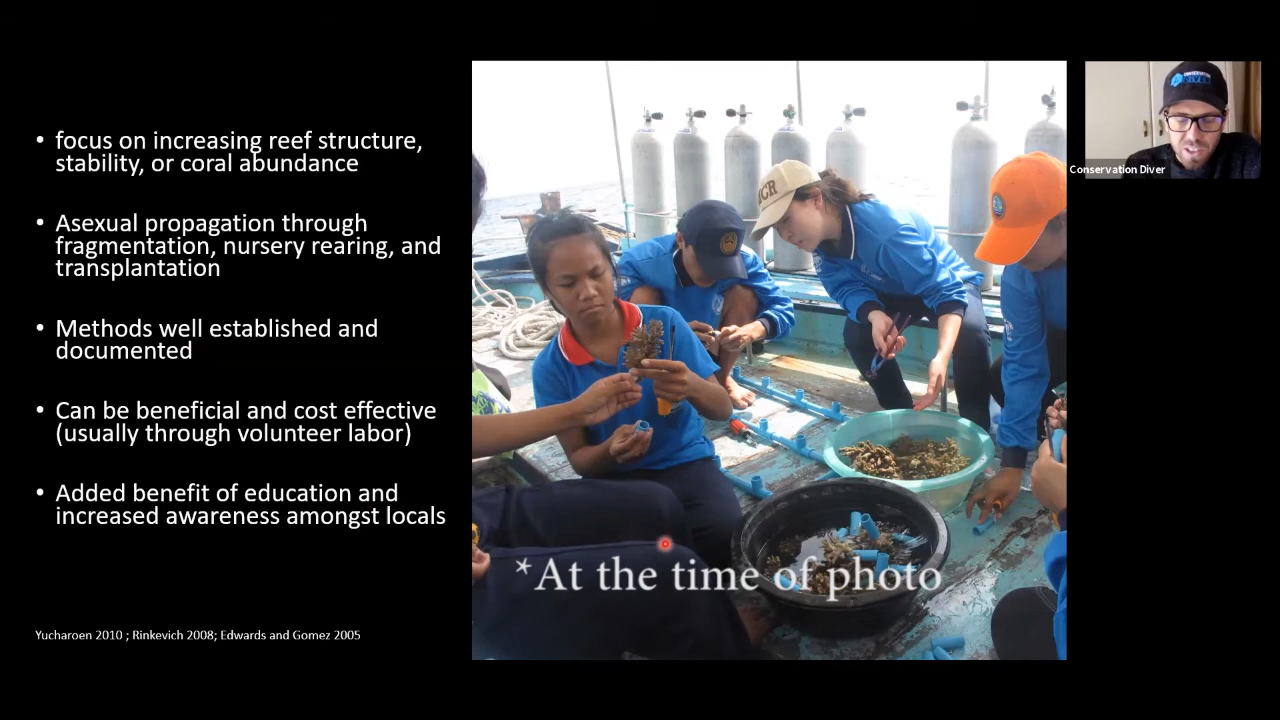 • focus on increasing reef structure,
stability, or coral abundance
• Asexual propagation through
fragmentation, nursery rearing, and
transplantation
• Methods well established and
documented
• Can be beneficial and cost effective
(usually through volunteer labor)
• Added benefit of education and
increased awareness amongst locals
Yucharoen 2010 ; Rinkevich 2008; Edwards and Gomez 2005
*At the time of photo
Conservation Diver